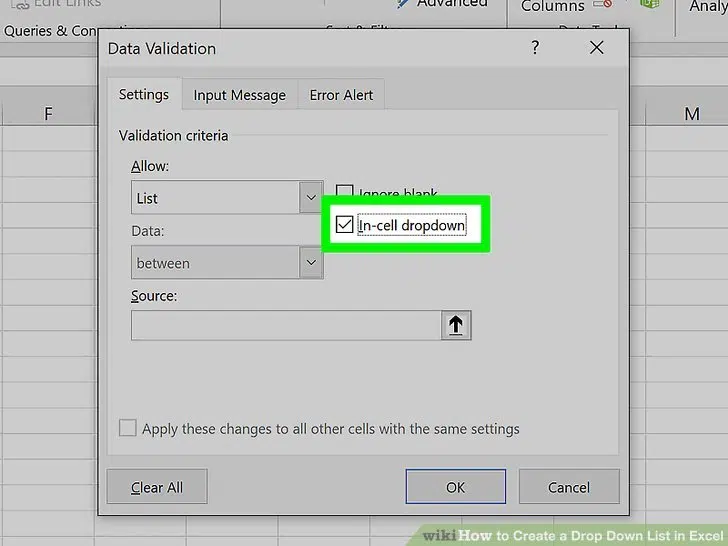 Edit Links
Advanced
Columns
Analy
Queries & Con
Data Validation
?
Settings
Input Message
Error Alert
F
M
Validation criteria
Allow:
List
Ignore blank
In-cell dropdown
Data:
between
Source:
Apply these changes to all other cells with the same settings
Clear All
OK
Cancel
wikiHow to Create a Drop Down List in Excel